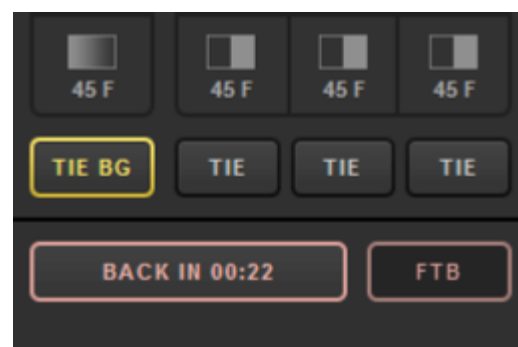 45 F 45 F 45 F 45 F
TIE BG TIE TIE TIE
BACK IN 00:22 FTB